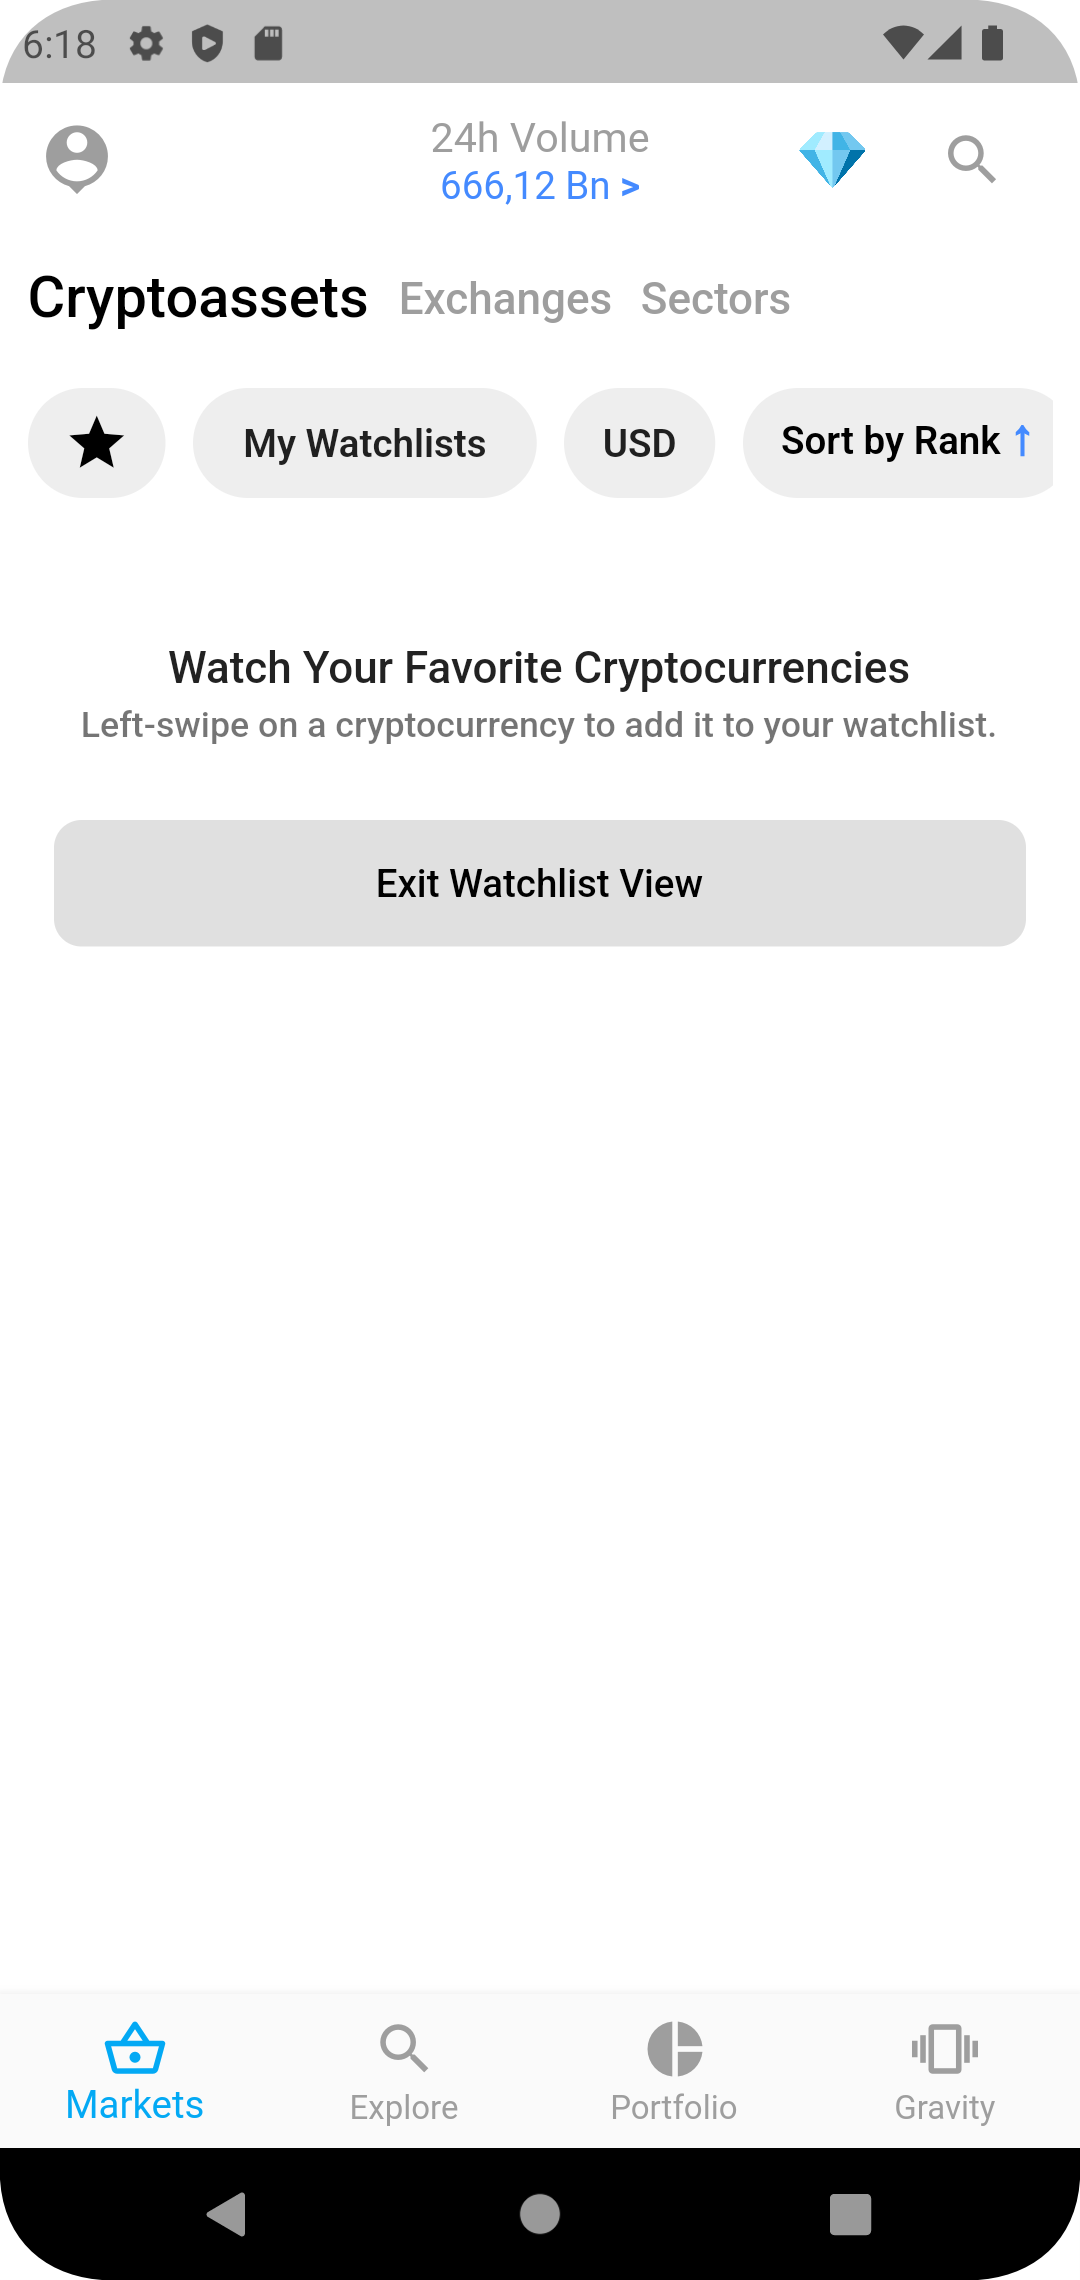 6:18
24h Volume
666,12 Bn >
Cryptoassets Exchanges Sectors
My Watchlists USD Sort by Rank ↑
Watch Your Favorite Cryptocurrencies
Left-swipe on a cryptocurrency to add it to your watchlist.
Exit Watchlist View
Markets Explore Portfolio Gravity